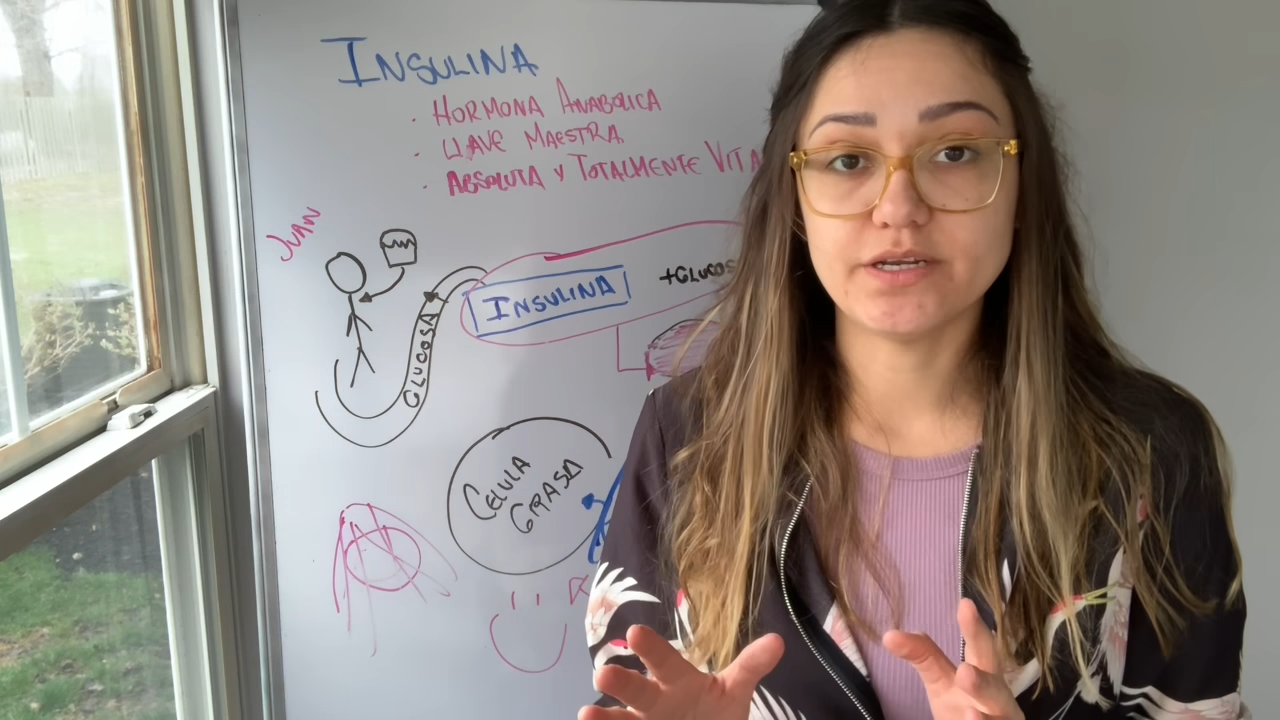 INSULINA
· HORMONA ANABOLICA
· LLAVE MAESTRA
· ABSOLUTA Y TOTALMENTE VITA
JUAN
INSULINA
+GLUCOS
GLUCOSA
CELULA
GRASA